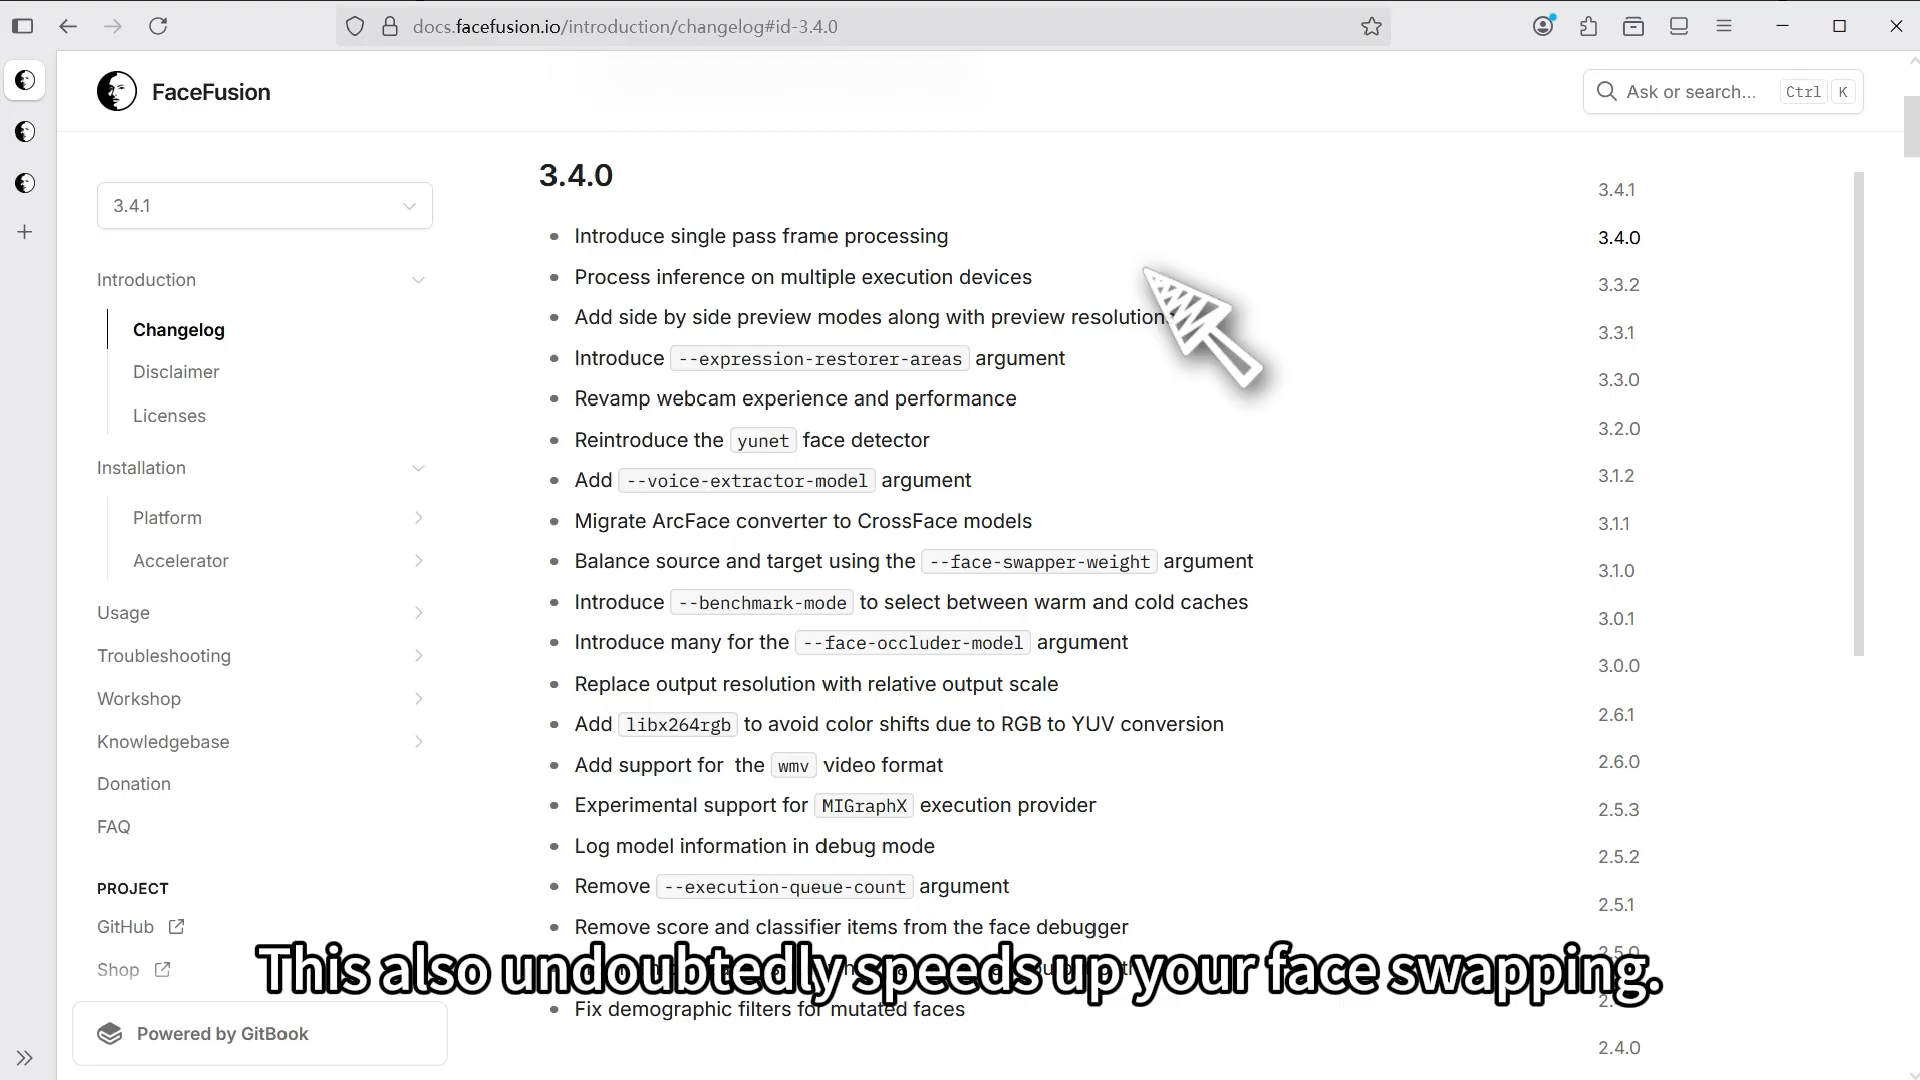 docs.facefusion.io/introduction/changelog#id-3.4.0
FaceFusion
Ask or search...
Ctrl
K
3.4.1
Introduction
Changelog
Disclaimer
Licenses
Installation
Platform
Accelerator
Usage
Troubleshooting
Workshop
Knowledgebase
Donation
FAQ
PROJECT
GitHub
Shop
Powered by GitBook
3.4.0
Introduce single pass frame processing
Process inference on multiple execution devices
Add side by side preview modes along with preview resolutions
Introduce --expression-restorer-areas argument
Revamp webcam experience and performance
Reintroduce the yunet face detector
Add --voice-extractor-model argument
Migrate ArcFace converter to CrossFace models
Balance source and target using the --face-swapper-weight argument
Introduce --benchmark-mode to select between warm and cold caches
Introduce many for the --face-occluder-model argument
Replace output resolution with relative output scale
Add libx264rgb to avoid color shifts due to RGB to YUV conversion
Add support for the wmv video format
Experimental support for MIGraphX execution provider
Log model information in debug mode
Remove --execution-queue-count argument
Remove score and classifier items from the face debugger
Fix demographic filters for mutated faces
This also undoubtedly speeds up your face swapping.
3.4.1
3.4.0
3.3.2
3.3.1
3.3.0
3.2.0
3.1.2
3.1.1
3.1.0
3.0.1
3.0.0
2.6.1
2.6.0
2.5.3
2.5.2
2.5.1
2.5.0
2.4.0